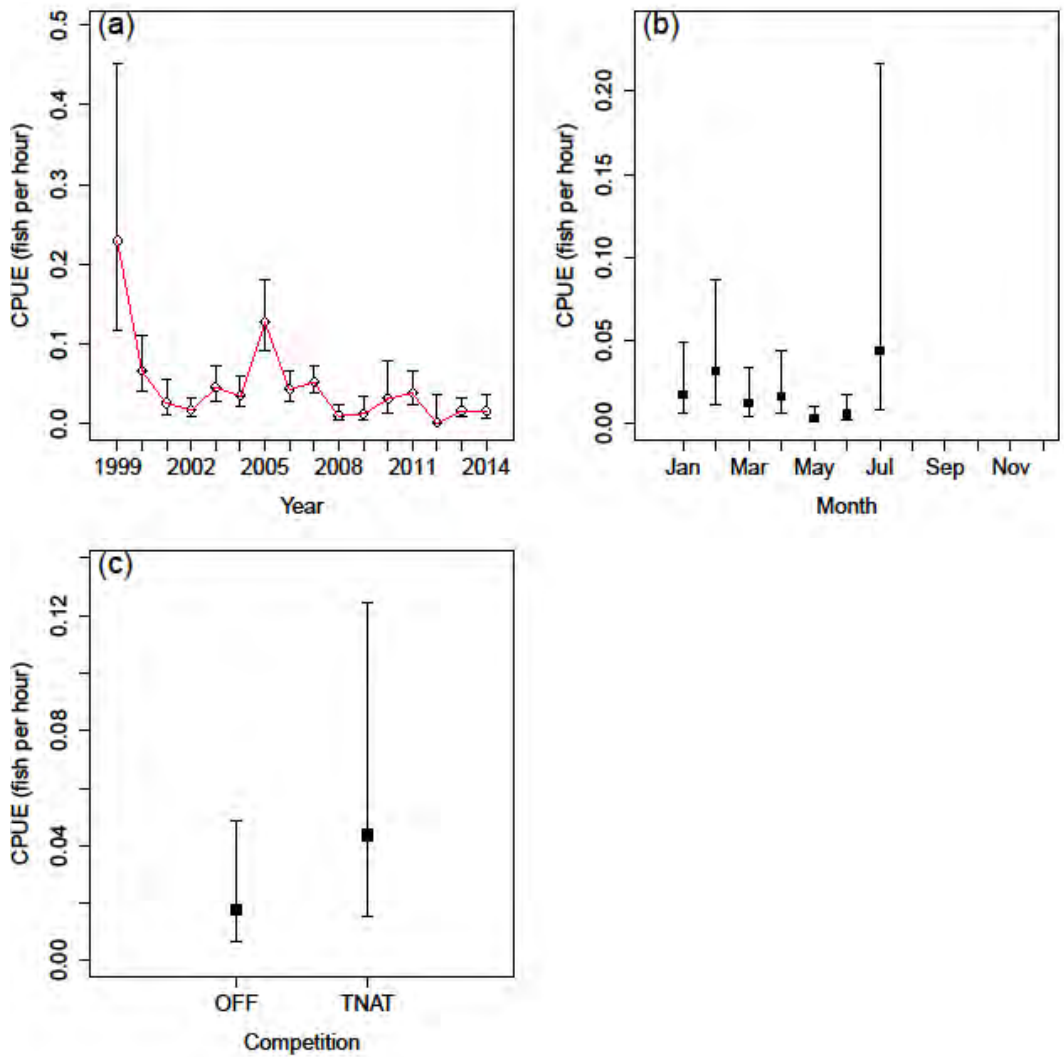 (a)
CPUE (fish per hour)
0.5
0.4
0.3
0.2
0.1
0.0
1999 2002 2005 2008 2011 2014
Year
(b)
CPUE (fish per hour)
0.20
0.15
0.10
0.05
0.00
Jan Mar May Jul Sep Nov
Month
(c)
CPUE (fish per hour)
0.12
0.08
0.04
0.00
OFF TNAT
Competition